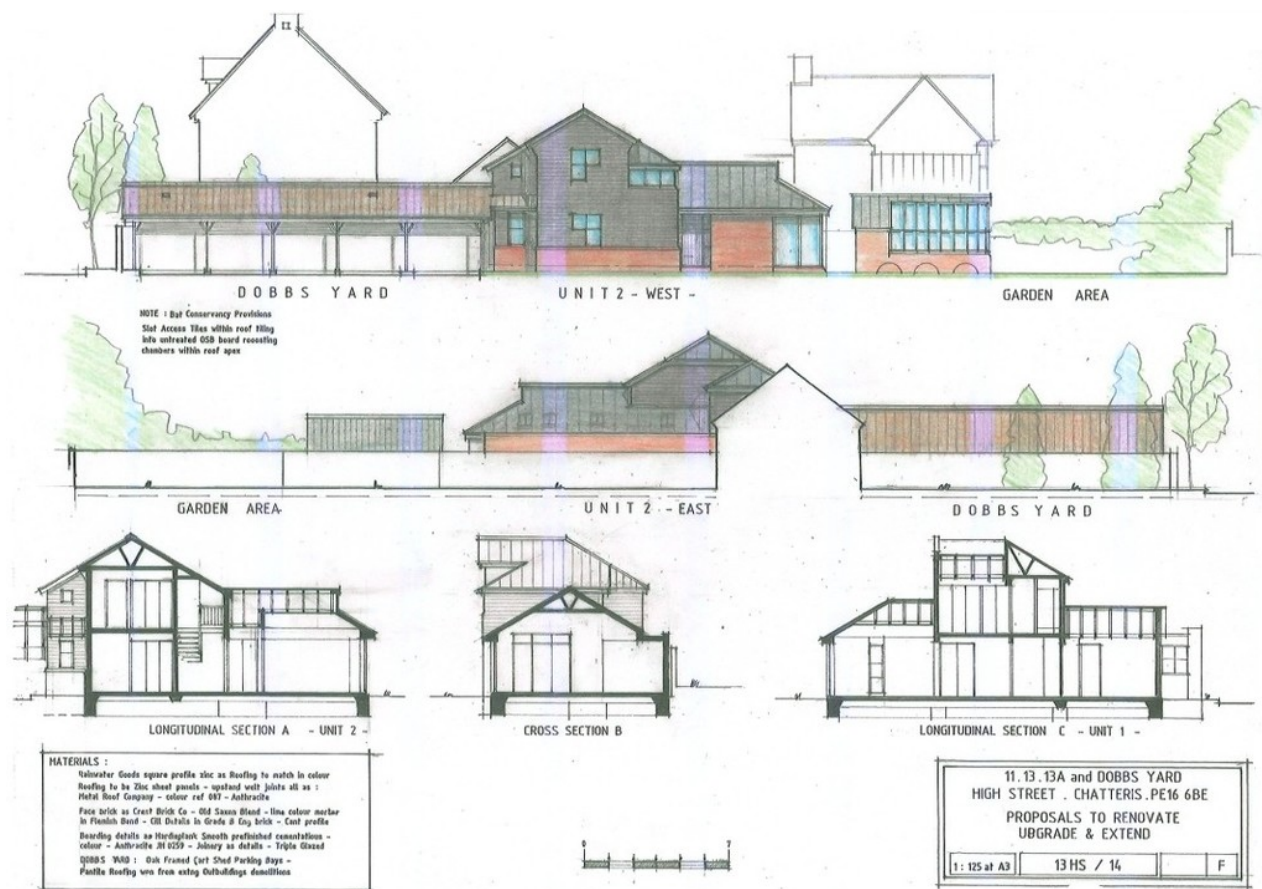 DOBBS YARD
UNIT 2 - WEST -
GARDEN AREA
NOTE : Bat Conservancy Provisions
Slot Access Tiles within roof tiling
into untreated OSB board roosting
chambers within roof apex
GARDEN AREA
UNIT 2 - EAST
DOBBS YARD
LONGITUDINAL SECTION A - UNIT 2 -
CROSS SECTION B
LONGITUDINAL SECTION C - UNIT 1 -
MATERIALS :
Rainwater Goods square profile zinc as Roofing to match in colour
Roofing to be Zinc sheet panels - upstand welt joints all as :
Metal Roof Company - colour ref - Anthracite
Face brick as Crest Brick Co - Old Saxon Blend - lime colour mortar
in Flemish Bond - Cill Details in Grade B Eng brick - Cant profile
Boarding details as Hardieplank Smooth prefinished cementatious -
colour - Anthracite JH 0259 - Joinery as details - Triple Glazed
DOBBS YARD : Oak Framed Cart Shed Parking Bays -
Pantile Roofing won from extng Outbuildings demolitions
0
7
11.13.13A and DOBBS YARD
HIGH STREET . CHATTERIS.PE16 6BE
PROPOSALS TO RENOVATE
UBGRADE & EXTEND
1 : 125 at A3
13 HS / 14
F